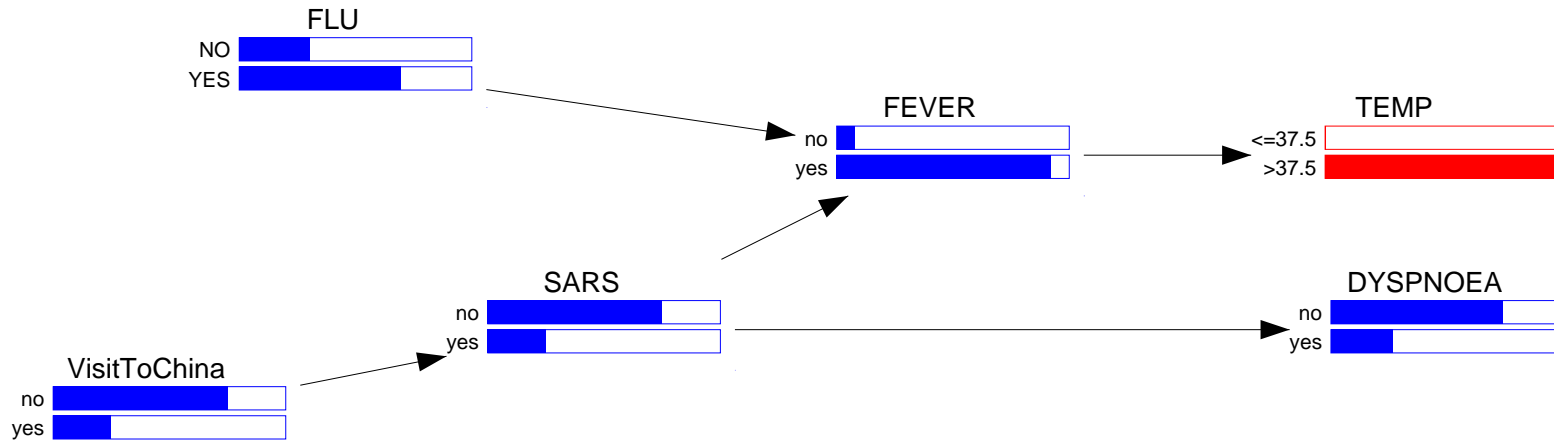 FLU
NO
YES
FEVER
no
yes
TEMP
<=37.5
>37.5
SARS
no
yes
DYSPNOEA
no
yes
VisitToChina
no
yes